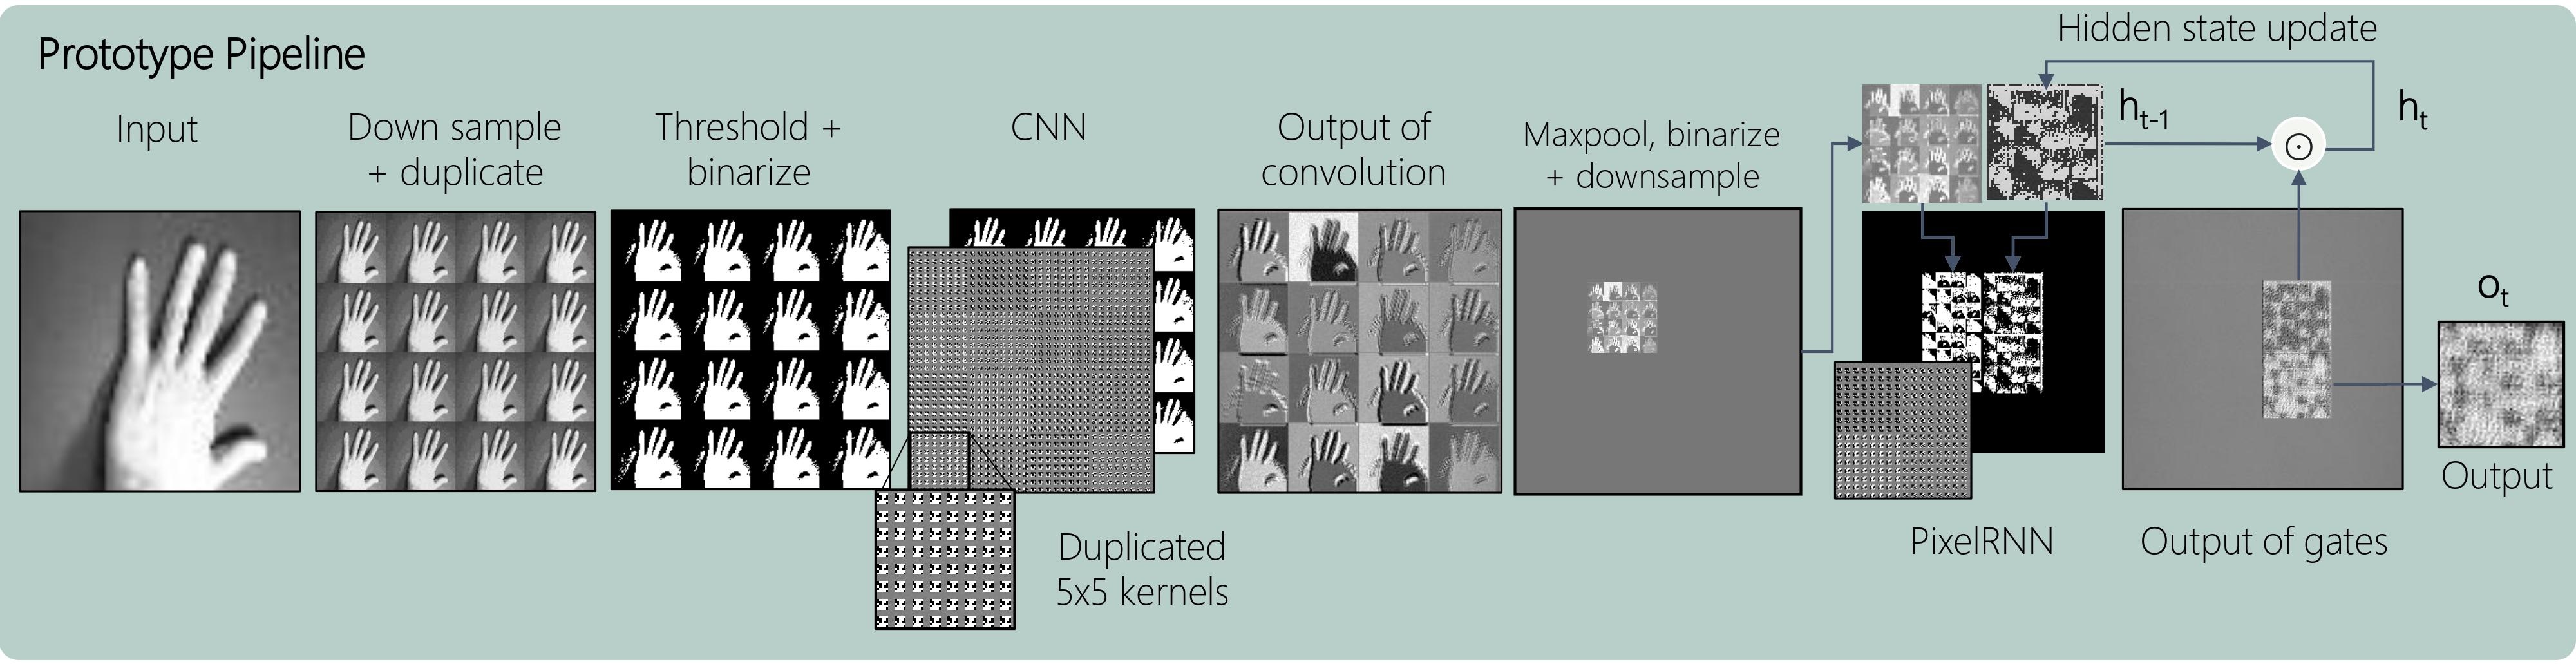 Prototype Pipeline
Input
Down sample
+ duplicate
Threshold +
binarize
CNN
Duplicated
5x5 kernels
Output of
convolution
Maxpool, binarize
+ downsample
Hidden state update
h_{t-1}
h_t
⊙
PixelRNN
Output of gates
o_t
Output